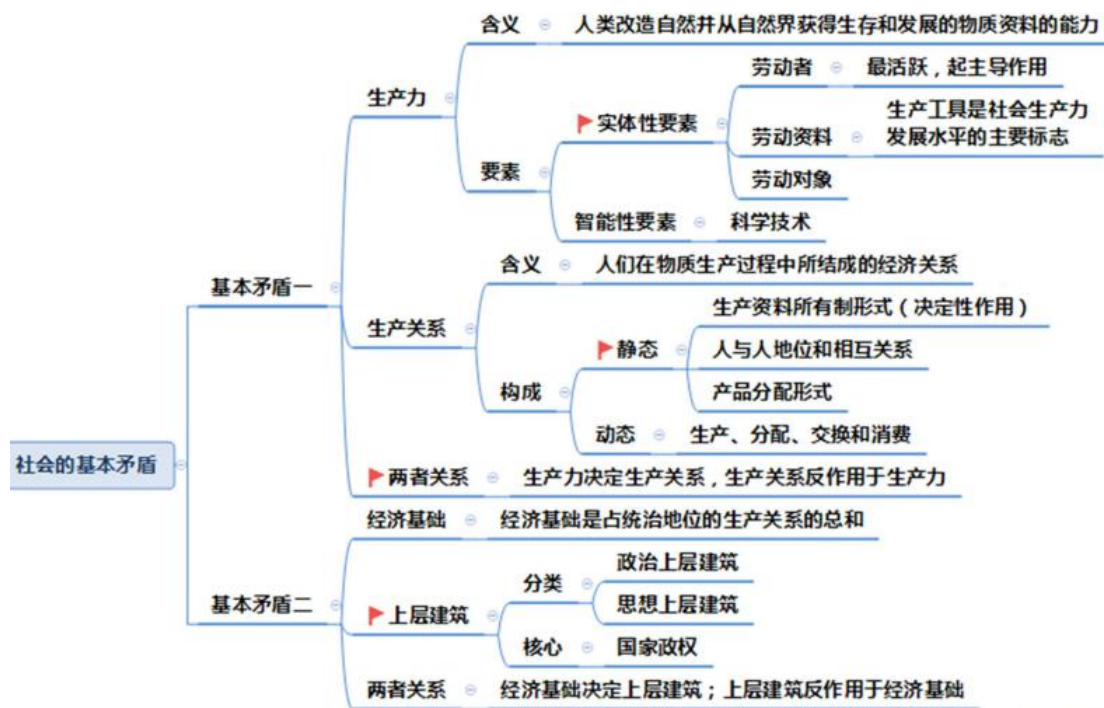 含义
人类改造自然并从自然界获得生存和发展的物质资料的能力
劳动者
最活跃，起主导作用
生产力
实体性要素
生产工具是社会生产力
发展水平的主要标志
劳动资料
要素
劳动对象
智能性要素
科学技术
含义
人们在物质生产过程中所结成的经济关系
基本矛盾一
生产资料所有制形式（决定性作用）
生产关系
静态
人与人地位和相互关系
构成
产品分配形式
动态
生产、分配、交换和消费
社会的基本矛盾
两者关系
生产力决定生产关系，生产关系反作用于生产力
经济基础
经济基础是占统治地位的生产关系的总和
政治上层建筑
分类
基本矛盾二
思想上层建筑
上层建筑
核心
国家政权
两者关系
经济基础决定上层建筑；上层建筑反作用于经济基础